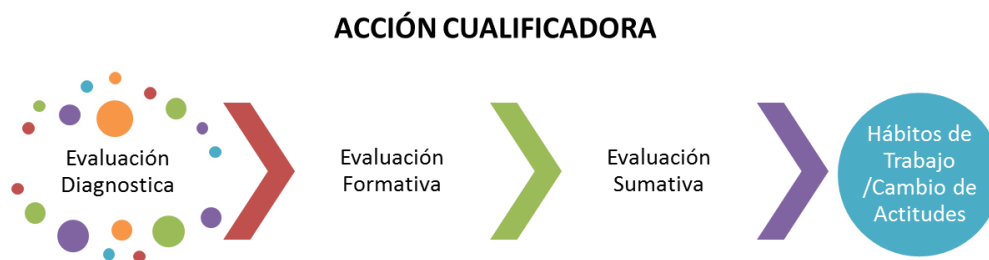 ACCIÓN CUALIFICADORA
Evaluación
Diagnostica
Evaluación
Formativa
Evaluación
Sumativa
Hábitos de
Trabajo
/Cambio de
Actitudes